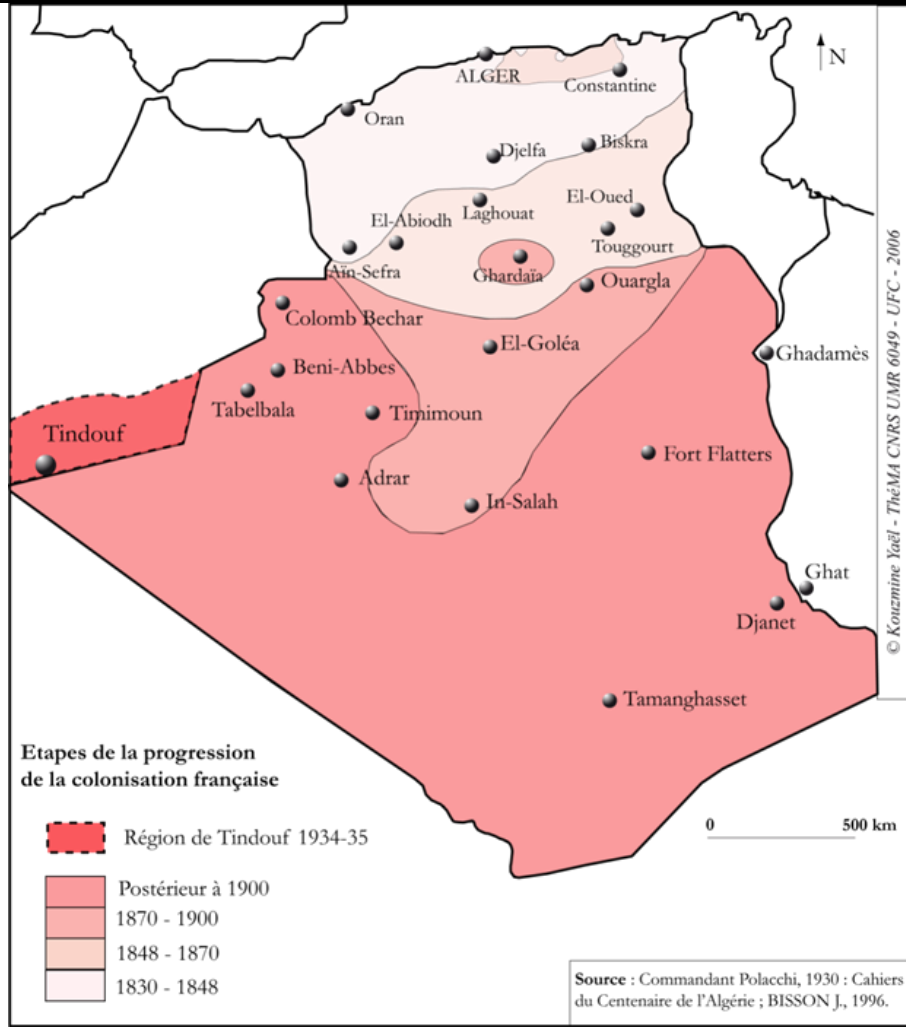 N
ALGER
Constantine
Oran
Djelfa
Biskra
Laghouat
El-Oued
El-Abiodh
Touggourt
Aïn-Sefra
Ghardaïa
Ouargla
Colomb Bechar
El-Goléa
Ghadamès
Beni-Abbes
Tabelbala
Timimoun
Tindouf
Fort Flatters
Adrar
In-Salah
Ghat
Djanet
Tamanghasset
© Kouzmine Yaël - ThéMA CNRS UMR 6049 - UFC - 2006
Etapes de la progression
de la colonisation française
Région de Tindouf 1934-35
Postérieur à 1900
1870 - 1900
1848 - 1870
1830 - 1848
0 500 km
Source : Commandant Polacchi, 1930 : Cahiers
du Centenaire de l'Algérie ; BISSON J., 1996.